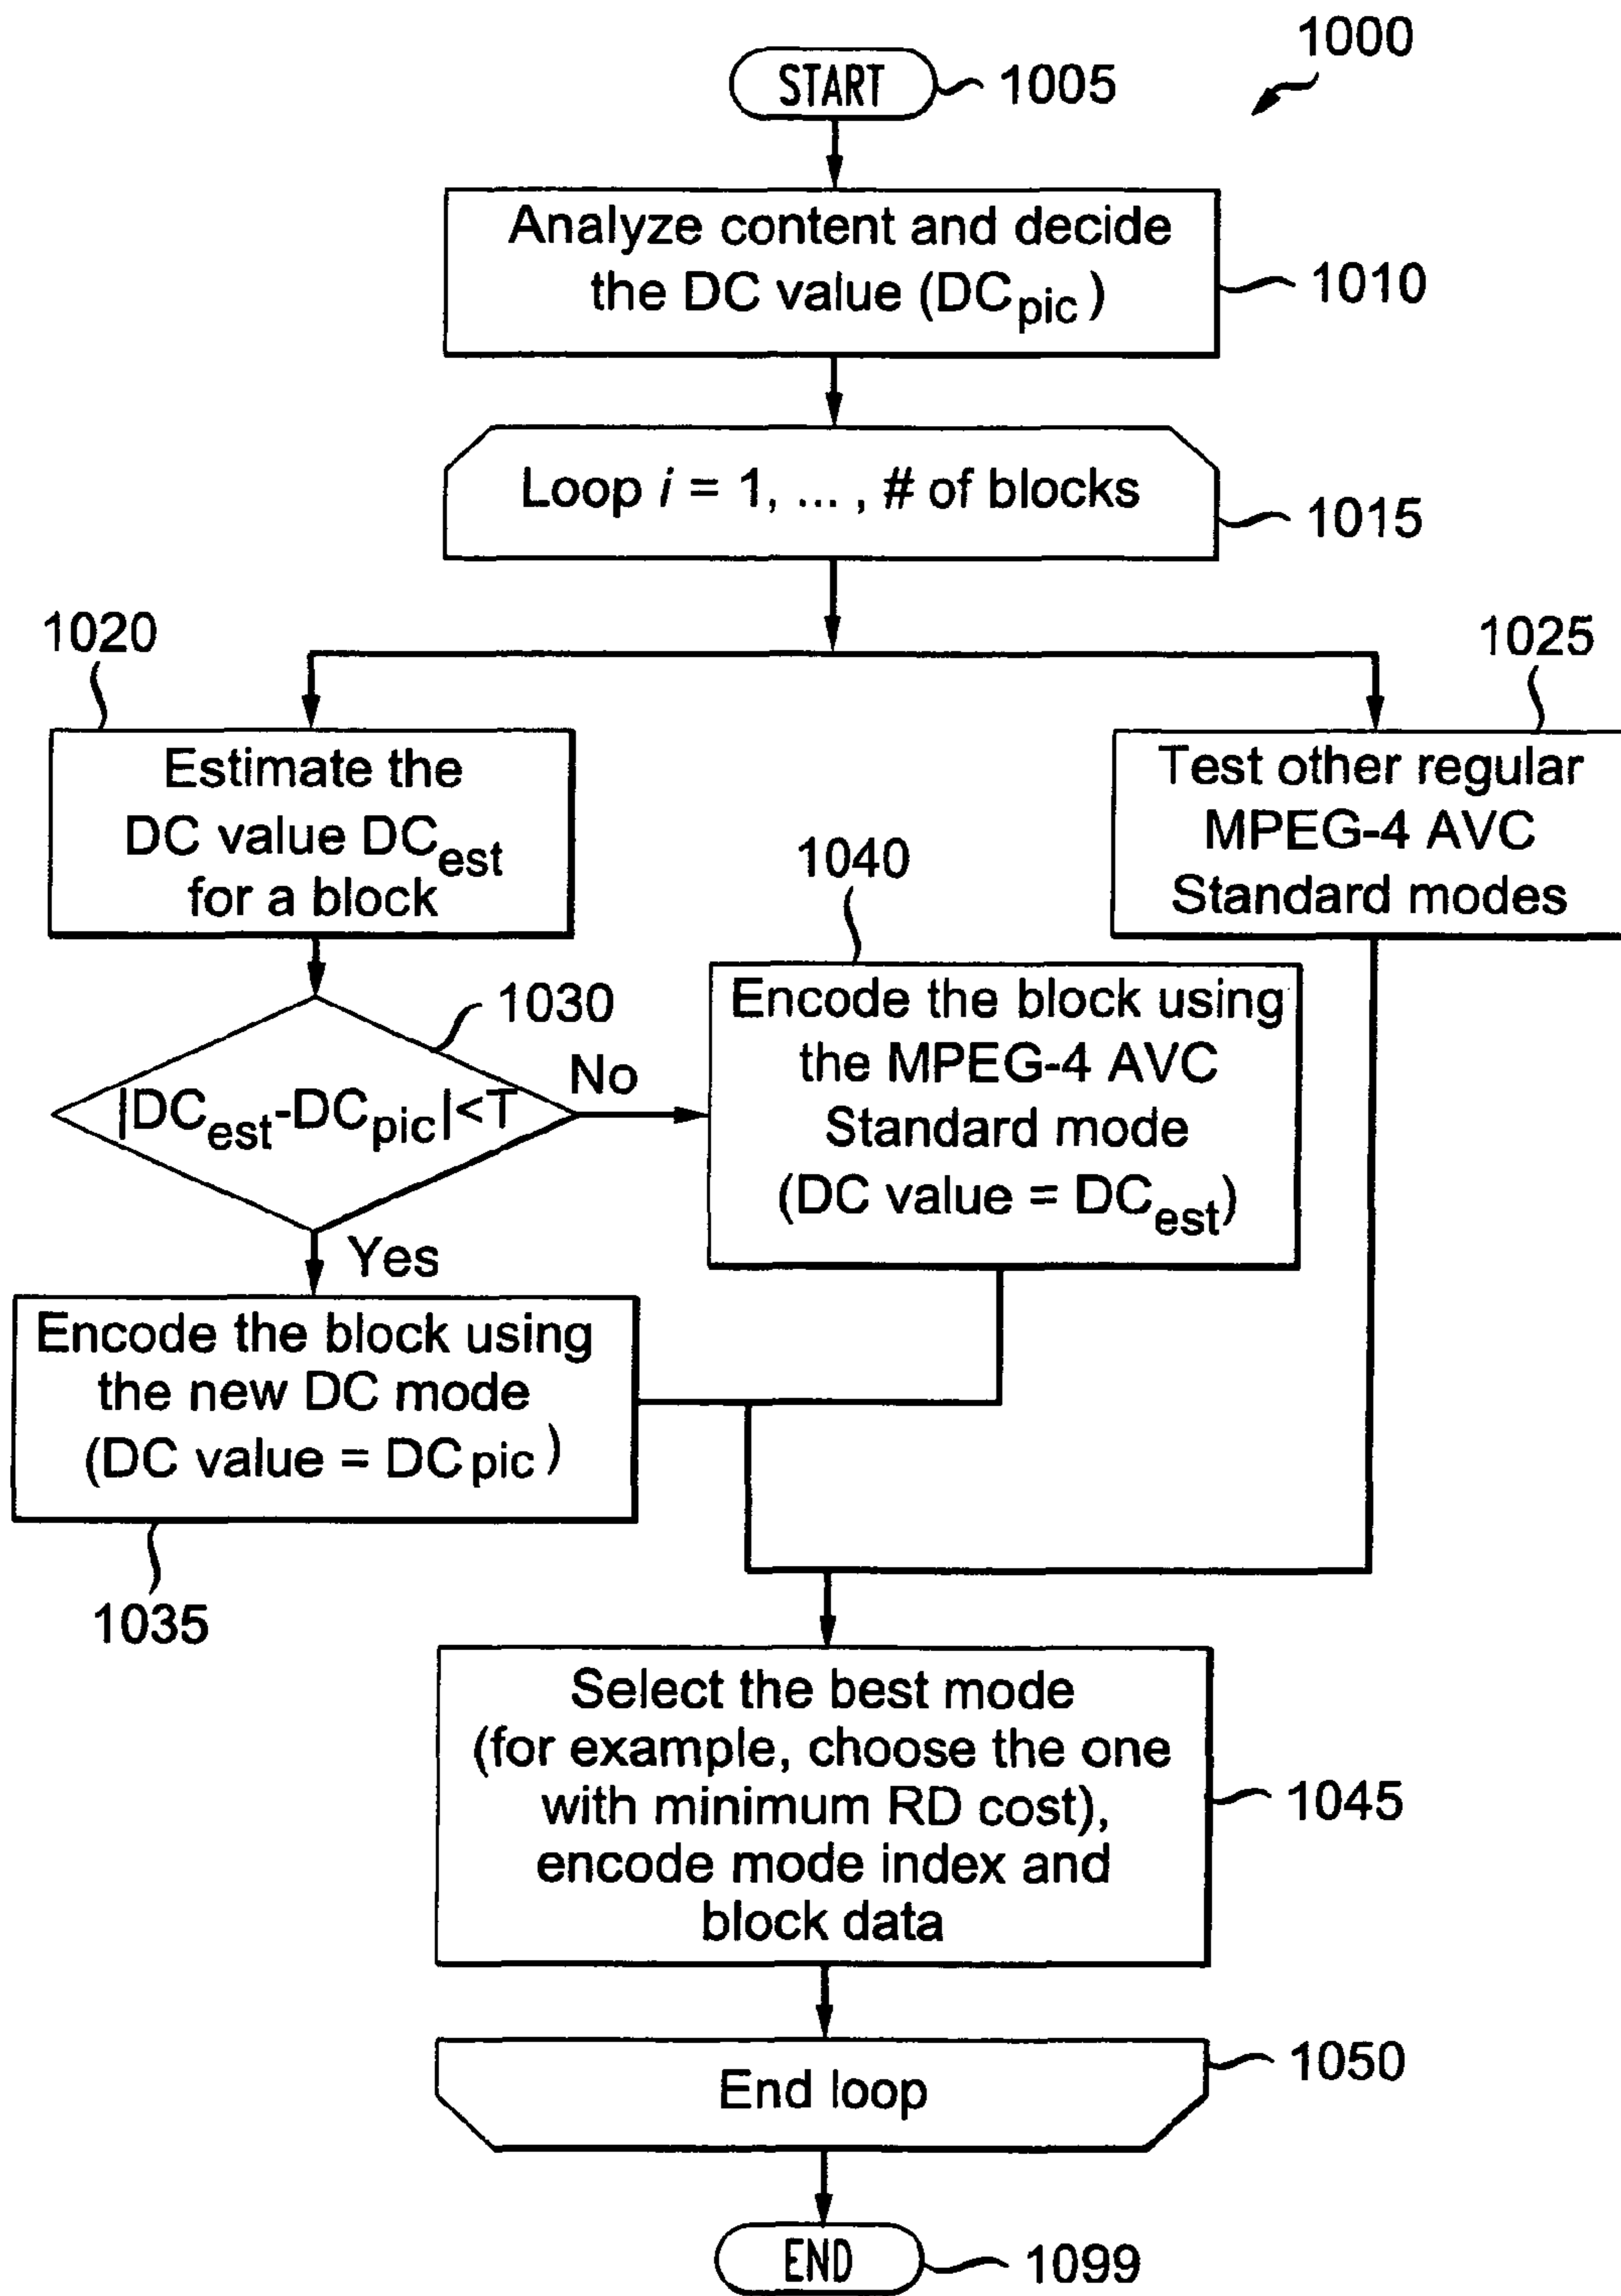 1000
START
1005
Analyze content and decide
the DC value (DCpic)
1010
Loop i = 1, ... , # of blocks
1015
1020
1025
Estimate the
DC value DCest
for a block
Test other regular
MPEG-4 AVC
Standard modes
1040
1030
|DCest-DCpic|<T
No
Encode the block using
the MPEG-4 AVC
Standard mode
(DC value = DCest)
Yes
Encode the block using
the new DC mode
(DC value = DCpic)
1035
Select the best mode
(for example, choose the one
with minimum RD cost),
encode mode index and
block data
1045
End loop
1050
END
1099